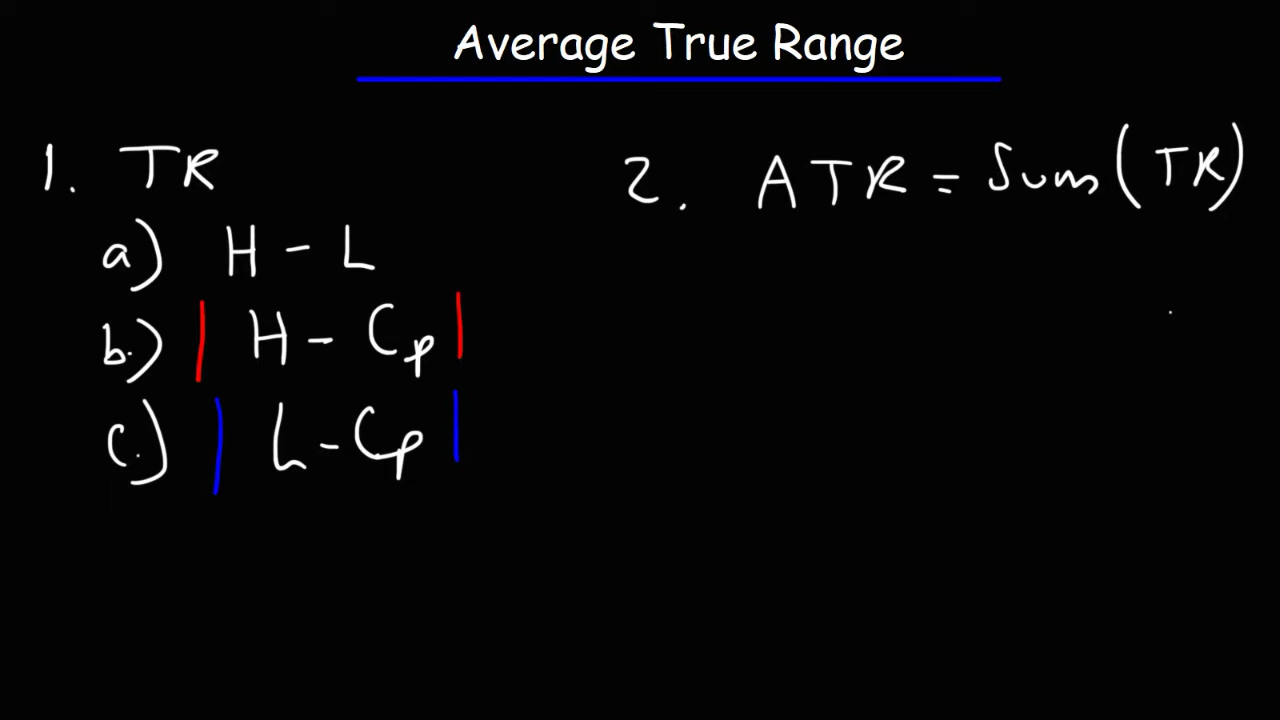 Average True Range
1. TR
a) H - L
b.) | H - Cp |
c.) | L - Cp |
2. ATR = Sum (TR)